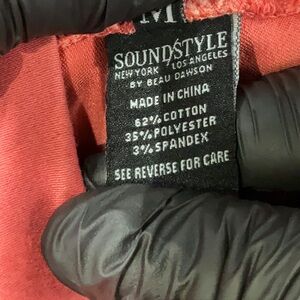 M
SOUNDSTYLE
NEW YORK LOS ANGELES
BY BEAU DAWSON
MADE IN CHINA
62% COTTON
35% POLYESTER
3% SPANDEX
SEE REVERSE FOR CARE